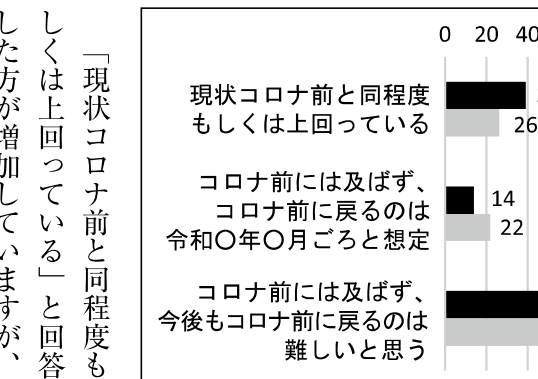 「現状コロナ前と同程度も
しくは上回っている」と回答
した方が増加していますが、
0 20 40
現状コロナ前と同程度
もしくは上回っている
26
コロナ前には及ばず、
コロナ前に戻るのは
令和〇年〇月ごろと想定
14
22
コロナ前には及ばず、
今後もコロナ前に戻るのは
難しいと思う